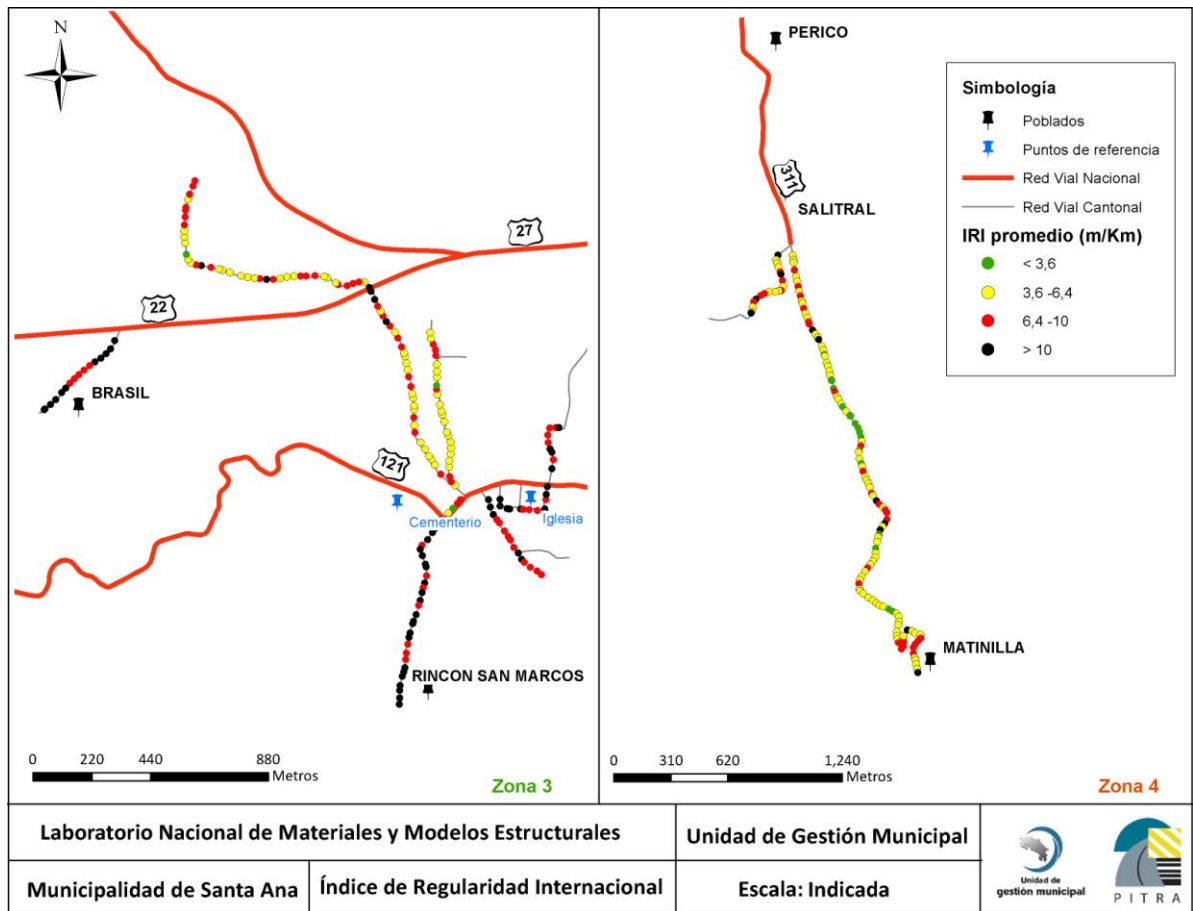 N
27
22
BRASIL
121
Cementerio
Iglesia
RINCON SAN MARCOS
0 220 440 880
Metros
Zona 3
PERICO
311
SALITRAL
MATINILLA
0 310 620 1,240
Metros
Zona 4
Simbología
Poblados
Puntos de referencia
Red Vial Nacional
Red Vial Cantonal
IRI promedio (m/Km)
< 3,6
3,6 -6,4
6,4 -10
> 10
Laboratorio Nacional de Materiales y Modelos Estructurales
Unidad de Gestión Municipal
Municipalidad de Santa Ana
Índice de Regularidad Internacional
Escala: Indicada
Unidad de
gestión municipal
PITRA